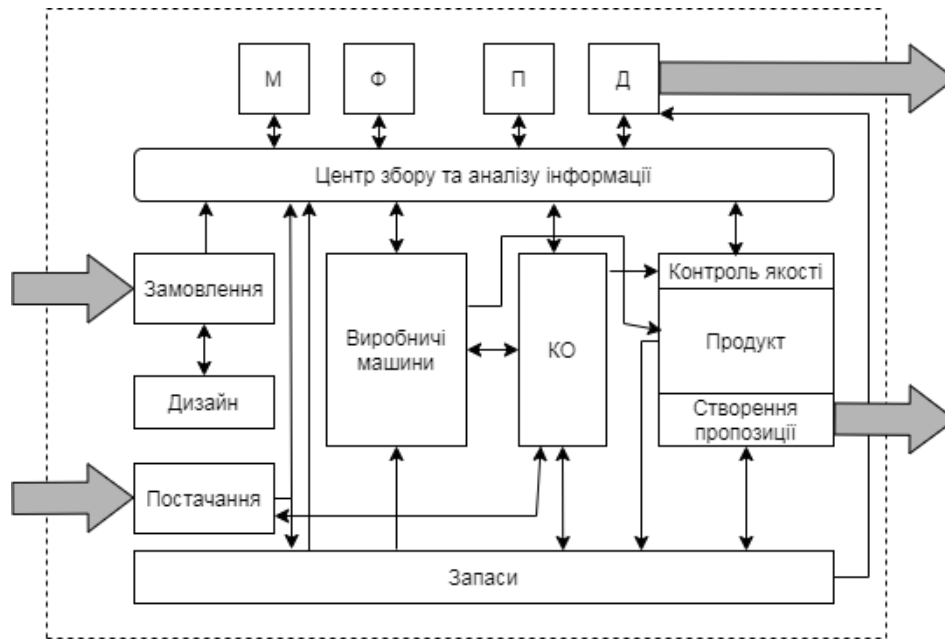 М
Ф
П
Д
Центр збору та аналізу інформації
Замовлення
Дизайн
Постачання
Виробничі
машини
КО
Контроль якості
Продукт
Створення
пропозиції
Запаси